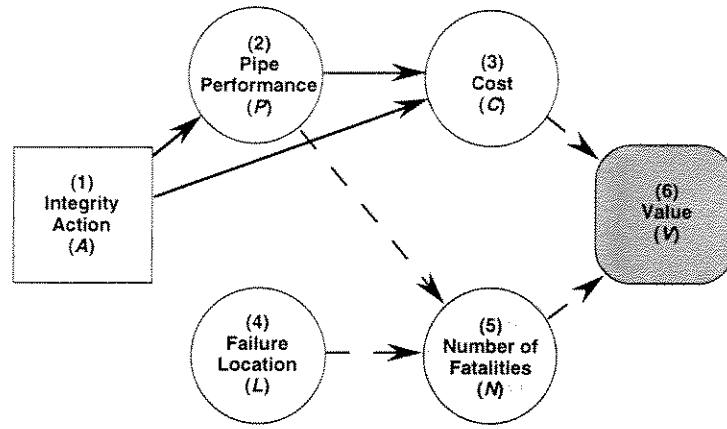 (1)
Integrity
Action
(A)
(2)
Pipe
Performance
(P)
(3)
Cost
(C)
(4)
Failure
Location
(L)
(5)
Number of
Fatalities
(N)
(6)
Value
(V)